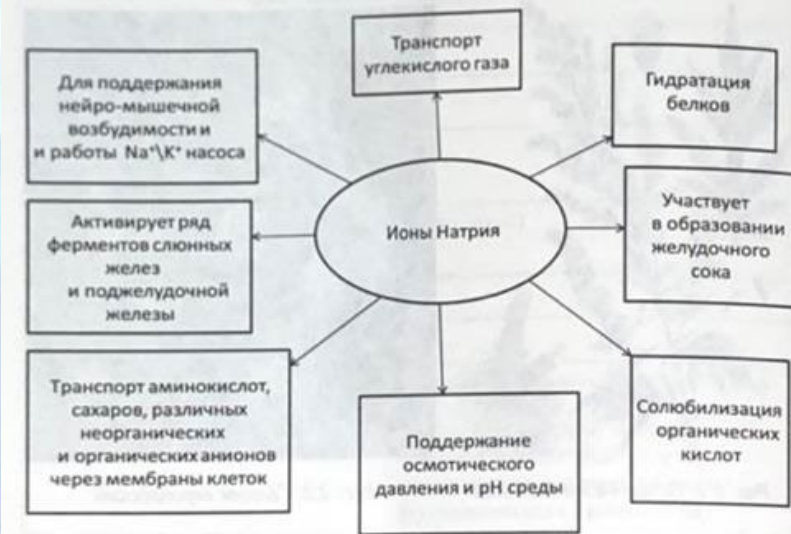 Транспорт
углекислого газа
Для поддержания
нейро-мышечной
возбудимости и
и работы Na⁺\K⁺ насоса
Гидратация
белков
Активирует ряд
ферментов слюнных
желез
и поджелудочной
железы
Ионы Натрия
Участвует
в образовании
желудочного
сока
Транспорт аминокислот,
сахаров, различных
неорганических
и органических анионов
через мембраны клеток
Поддержание
осмотического
давления и pH среды
Солюбилизация
органических
кислот